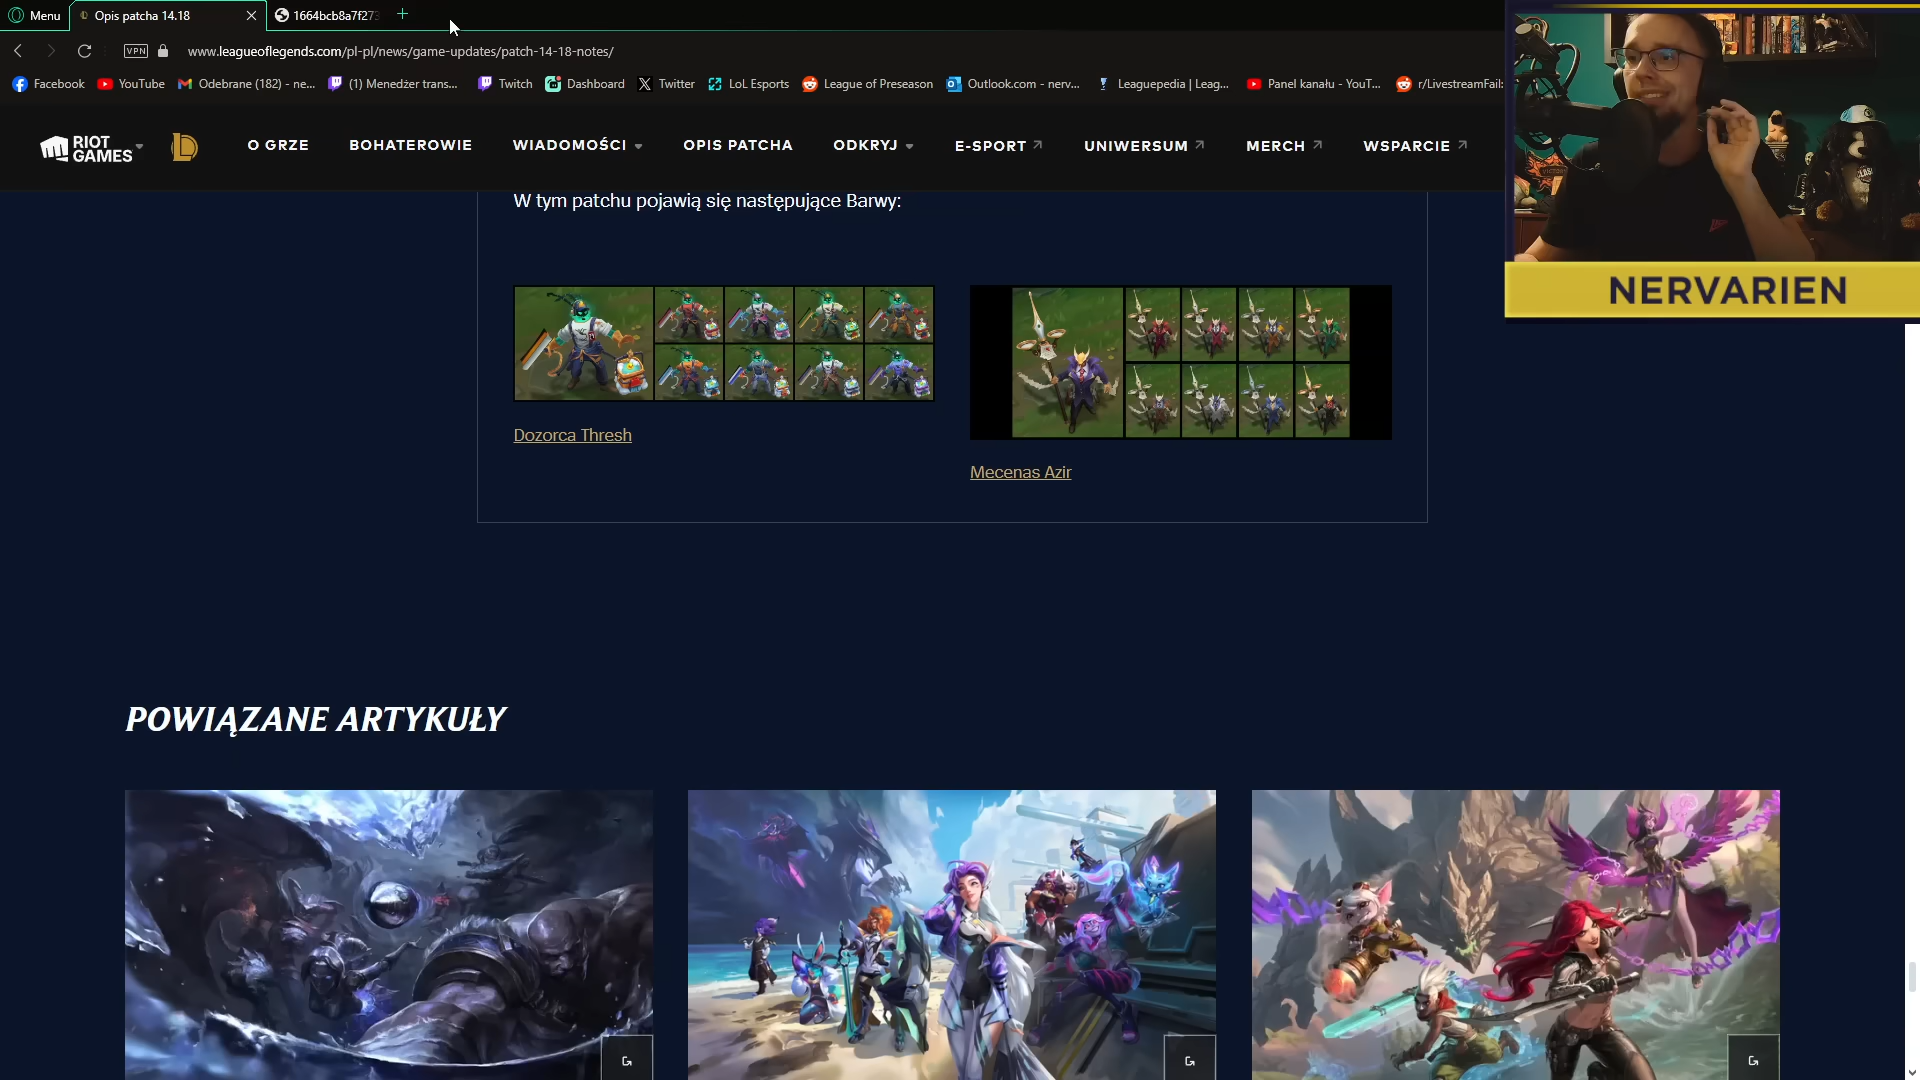 Menu
Opis patcha 14.18
1664bcb8a7f273
VPN
www.leagueoflegends.com/pl-pl/news/game-updates/patch-14-18-notes/
Facebook
YouTube
Odebrane (182) - ne...
(1) Menedżer trans...
Twitch
Dashboard
Twitter
LoL Esports
League of Preseason
Outlook.com - nerv...
Leaguepedia | Leag...
Panel kanału - YouT...
r/LivestreamFail:
RIOT
GAMES
O GRZE
BOHATEROWIE
WIADOMOŚCI
OPIS PATCHA
ODKRYJ
E-SPORT
UNIWERSUM
MERCH
WSPARCIE
NERVARIEN
W tym patchu pojawią się następujące Barwy:
Dozorca Thresh
Mecenas Azir
POWIĄZANE ARTYKUŁY